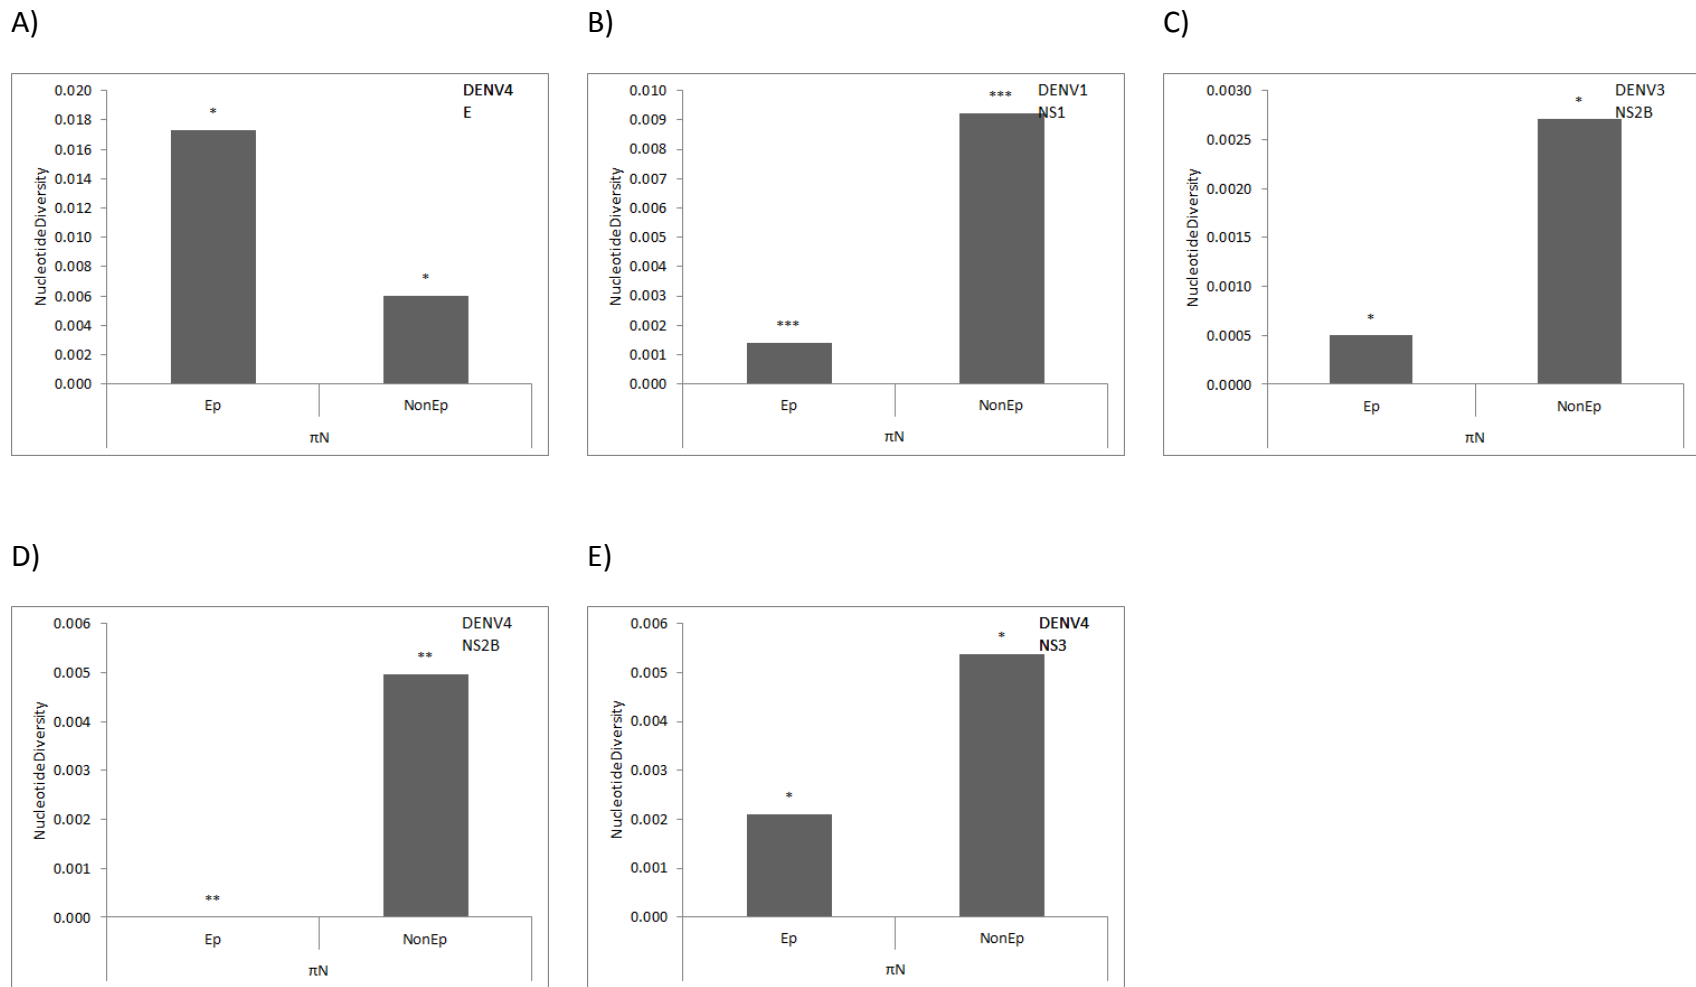 A)
B)
C)
DENV4
E
NucleotideDiversity
0.020
0.018
0.016
0.014
0.012
0.010
0.008
0.006
0.004
0.002
0.000
*
*
Ep
NonEp
πN
DENV1
NS1
NucleotideDiversity
0.010
0.009
0.008
0.007
0.006
0.005
0.004
0.003
0.002
0.001
0.000
***
***
Ep
NonEp
πN
DENV3
NS2B
NucleotideDiversity
0.0030
0.0025
0.0020
0.0015
0.0010
0.0005
0.0000
*
*
Ep
NonEp
πN
D)
E)
DENV4
NS2B
NucleotideDiversity
0.006
0.005
0.004
0.003
0.002
0.001
0.000
**
**
Ep
NonEp
πN
DENV4
NS3
NucleotideDiversity
0.006
0.005
0.004
0.003
0.002
0.001
0.000
*
*
Ep
NonEp
πN